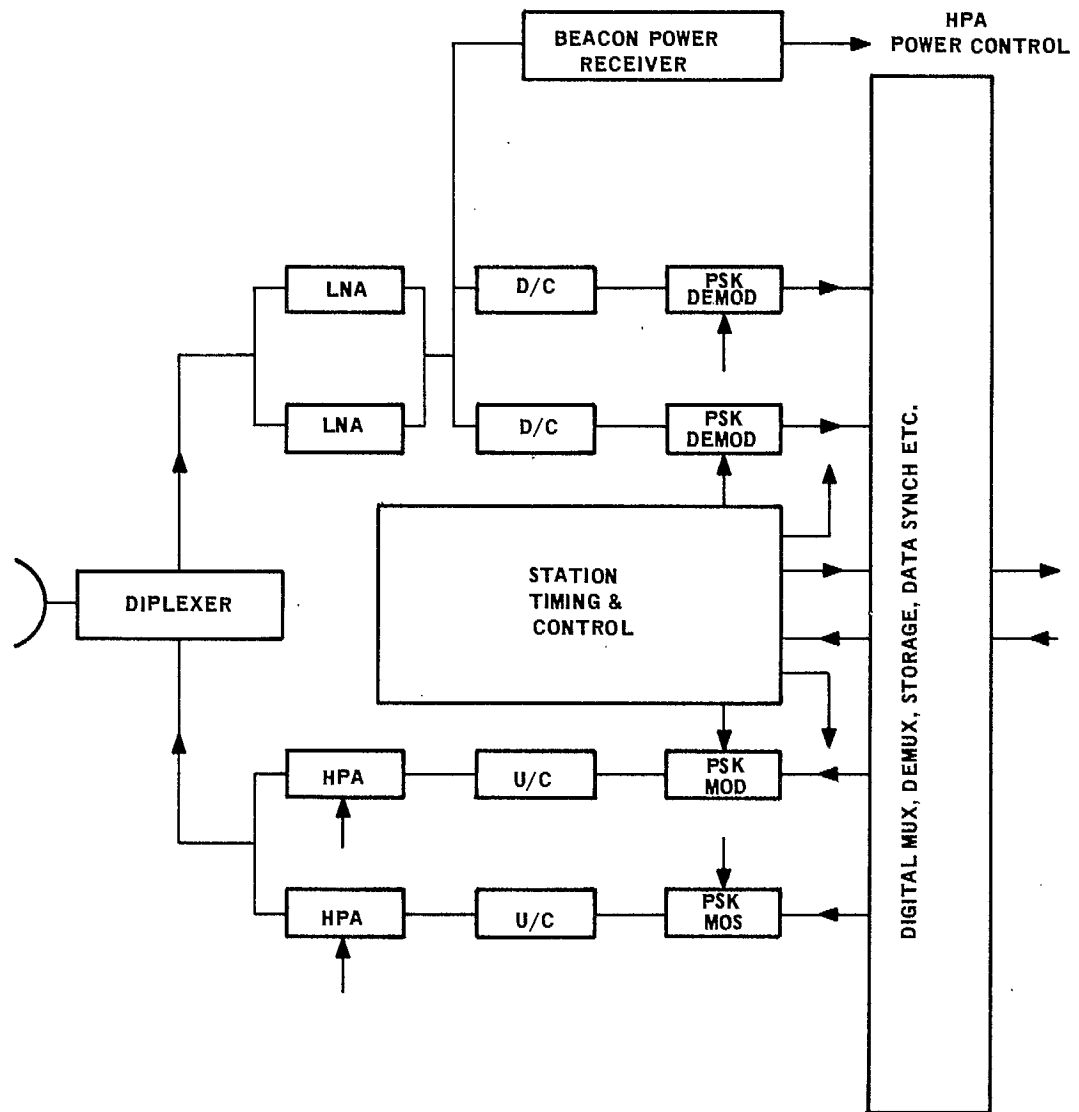 HPA
POWER CONTROL
BEACON POWER
RECEIVER
LNA
D/C
PSK
DEMOD
LNA
D/C
PSK
DEMOD
STATION
TIMING &
CONTROL
DIPLEXER
HPA
U/C
PSK
MOD
HPA
U/C
PSK
MOS
DIGITAL MUX, DEMUX, STORAGE, DATA SYNCH ETC.